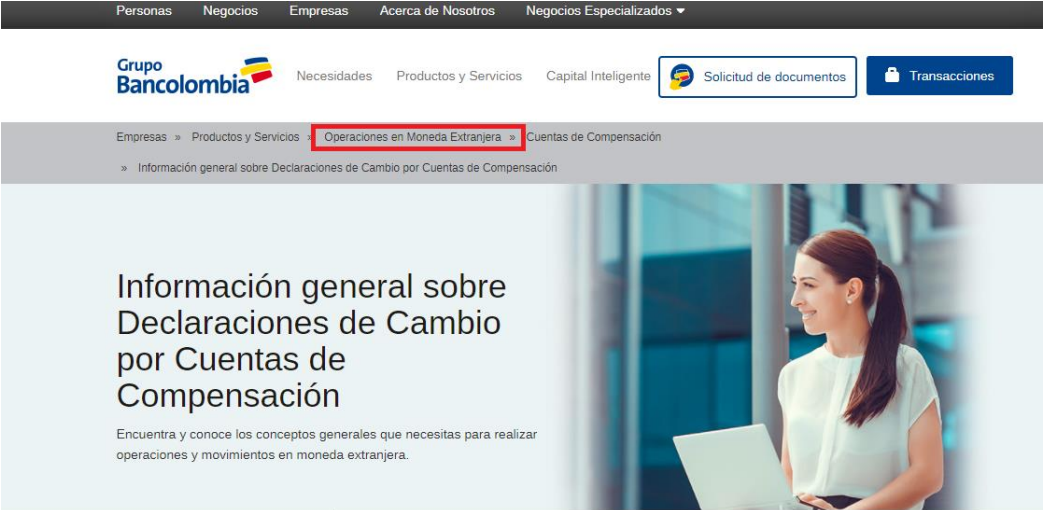 Personas Negocios Empresas Acerca de Nosotros Negocios Especializados
Grupo
Bancolombia
Necesidades Productos y Servicios Capital Inteligente Solicitud de documentos Transacciones
Empresas » Productos y Servicios » Operaciones en Moneda Extranjera » Cuentas de Compensación
» Información general sobre Declaraciones de Cambio por Cuentas de Compensación
Información general sobre
Declaraciones de Cambio
por Cuentas de
Compensación
Encuentra y conoce los conceptos generales que necesitas para realizar
operaciones y movimientos en moneda extranjera.